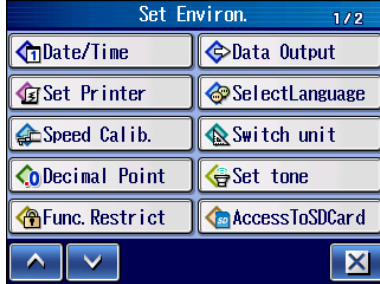 Set Environ. 1/2
Date/Time
Data Output
Set Printer
SelectLanguage
Speed Calib.
Switch unit
Decimal Point
Set tone
Func.Restrict
AccessToSDCard